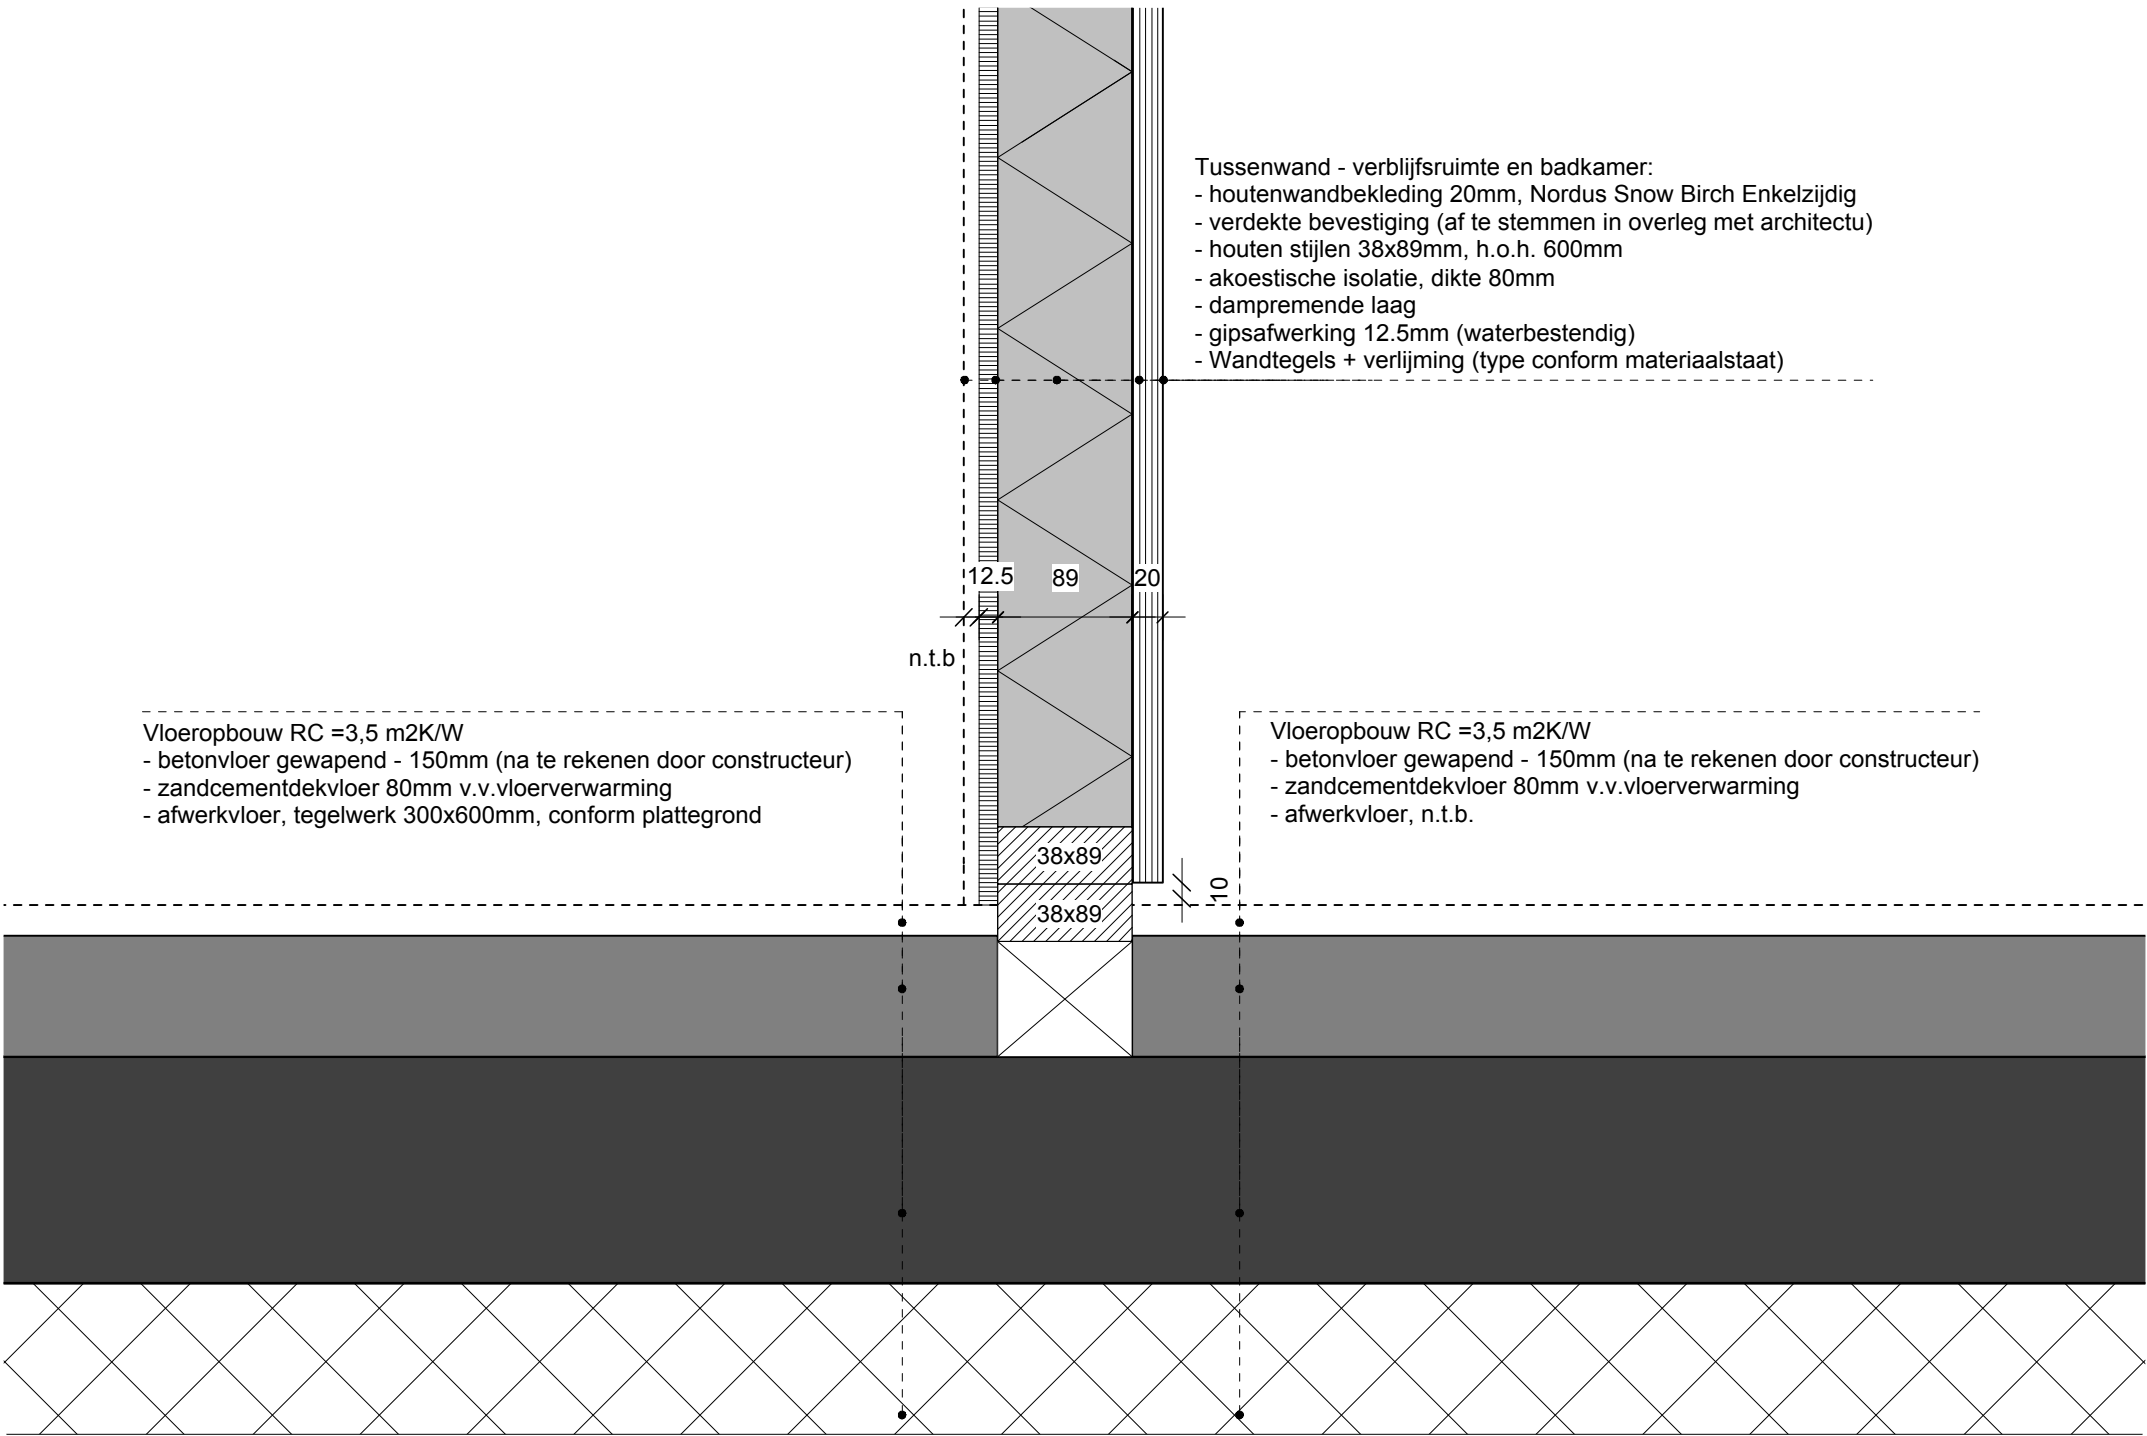 Tussenwand - verblijfsruimte en badkamer:
- houtenwandbekleding 20mm, Nordus Snow Birch Enkelzijdig
- verdekte bevestiging (af te stemmen in overleg met architectu)
- houten stijlen 38x89mm, h.o.h. 600mm
- akoestische isolatie, dikte 80mm
- dampremende laag
- gipsafwerking 12.5mm (waterbestendig)
- Wandtegels + verlijming (type conform materiaalstaat)
12.5
89
20
n.t.b
Vloeropbouw RC =3,5 m2K/W
- betonvloer gewapend - 150mm (na te rekenen door constructeur)
- zandcementdekvloer 80mm v.v.vloerverwarming
- afwerkvloer, tegelwerk 300x600mm, conform plattegrond
Vloeropbouw RC =3,5 m2K/W
- betonvloer gewapend - 150mm (na te rekenen door constructeur)
- zandcementdekvloer 80mm v.v.vloerverwarming
- afwerkvloer, n.t.b.
38x89
10
38x89